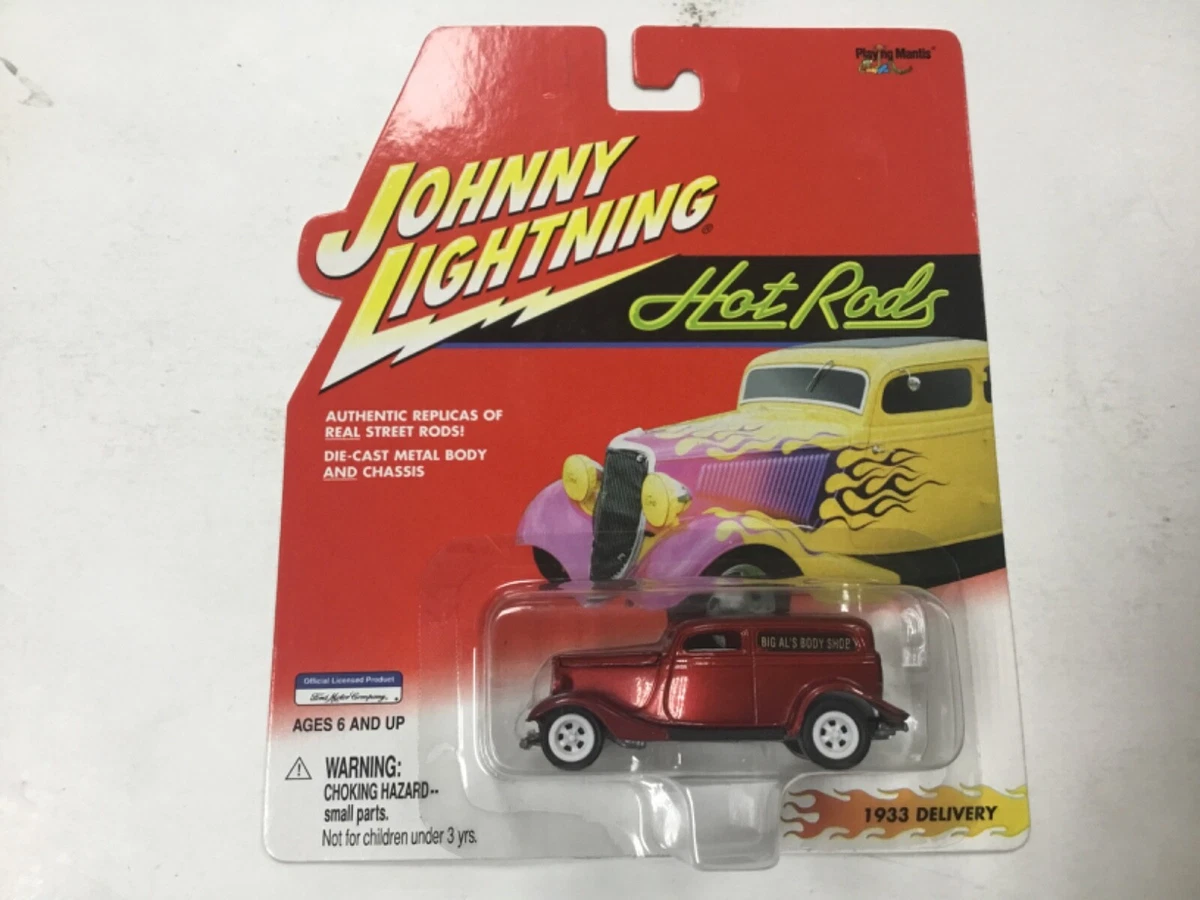 Playing Mantis®
JOHNNY
LIGHTNING®
Hot Rods
AUTHENTIC REPLICAS OF
REAL STREET RODS!
DIE-CAST METAL BODY
AND CHASSIS
BIG AL'S BODY SHOP
Official Licensed Product
Ford Motor Company
AGES 6 AND UP
WARNING:
CHOKING HAZARD--
small parts.
Not for children under 3 yrs.
1933 DELIVERY